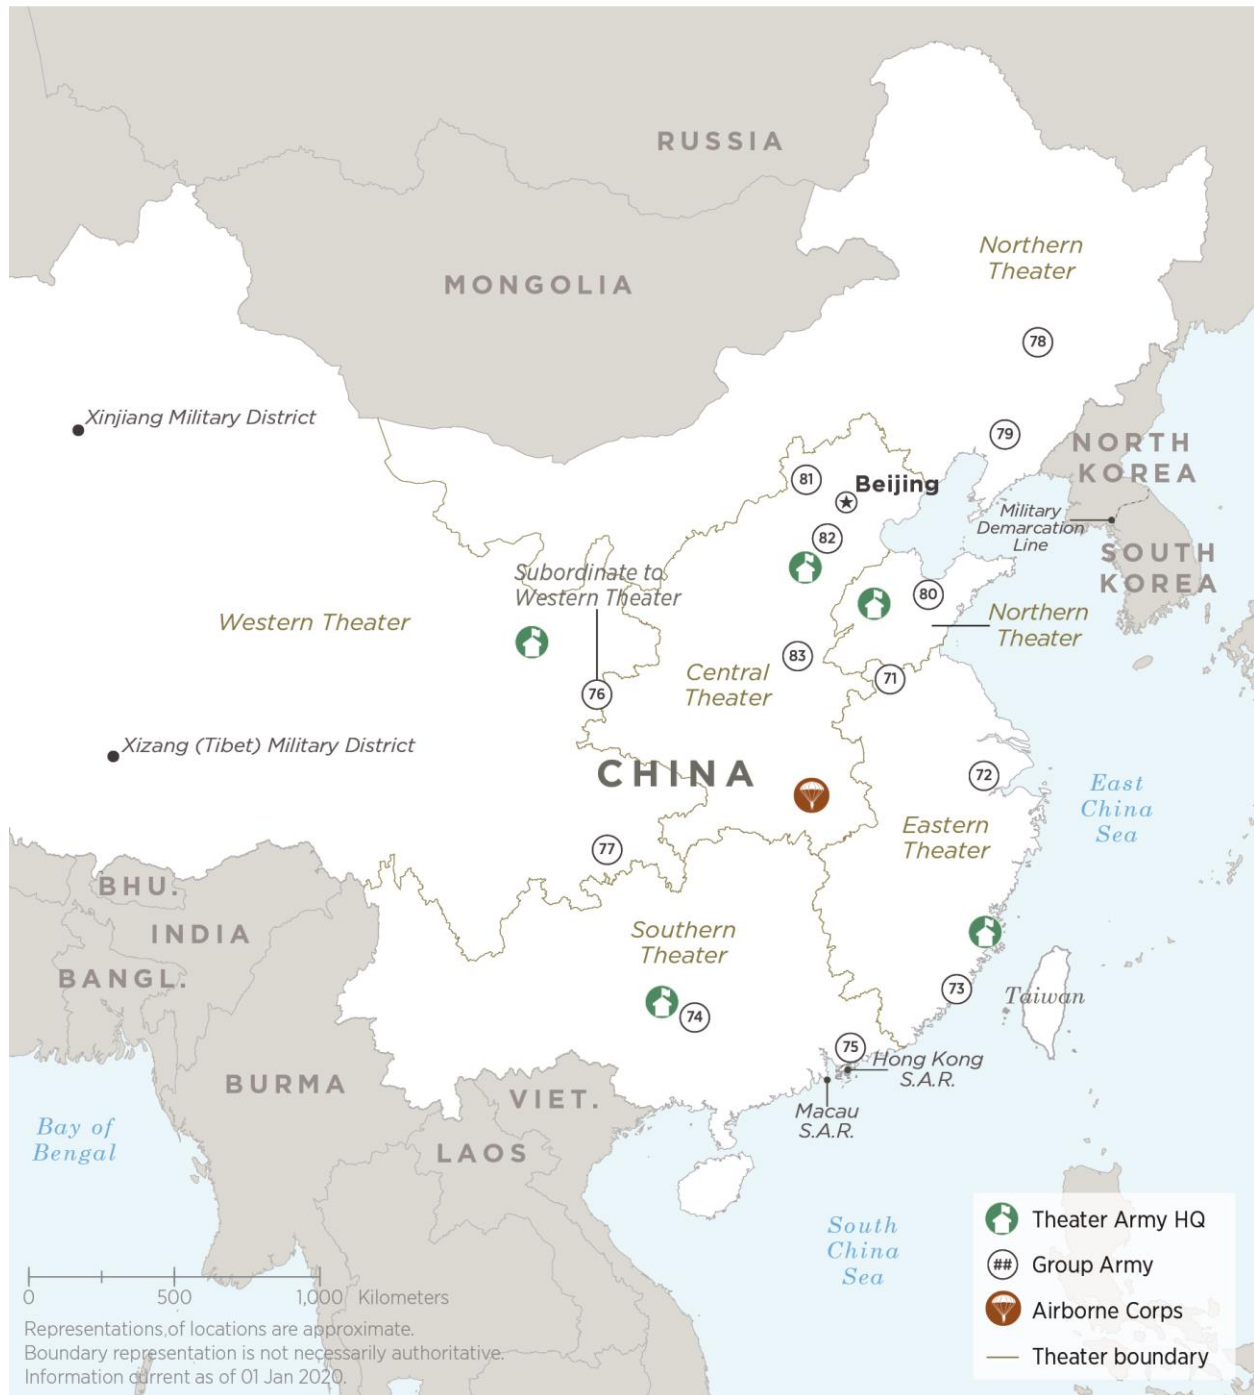 RUSSIA
MONGOLIA
Northern
Theater
78
Xinjiang Military District
79
NORTH
KOREA
81
Beijing
Military
Demarcation
Line
82
SOUTH
KOREA
Subordinate to
Western Theater
80
Western Theater
Northern
Theater
83
Central
Theater
71
76
Xizang (Tibet) Military District
CHINA
72
East
China
Sea
Eastern
Theater
77
BHU.
INDIA
BANGL.
Southern
Theater
73
Taiwan
74
75
Hong Kong
S.A.R.
Macau
S.A.R.
BURMA
VIET.
LAOS
Bay of
Bengal
South
China
Sea
Theater Army HQ
## Group Army
Airborne Corps
Theater boundary
0 500 1,000 Kilometers
Representations,of locations are approximate.
Boundary representation is not necessarily authoritative.
Information current as of 01 Jan 2020.